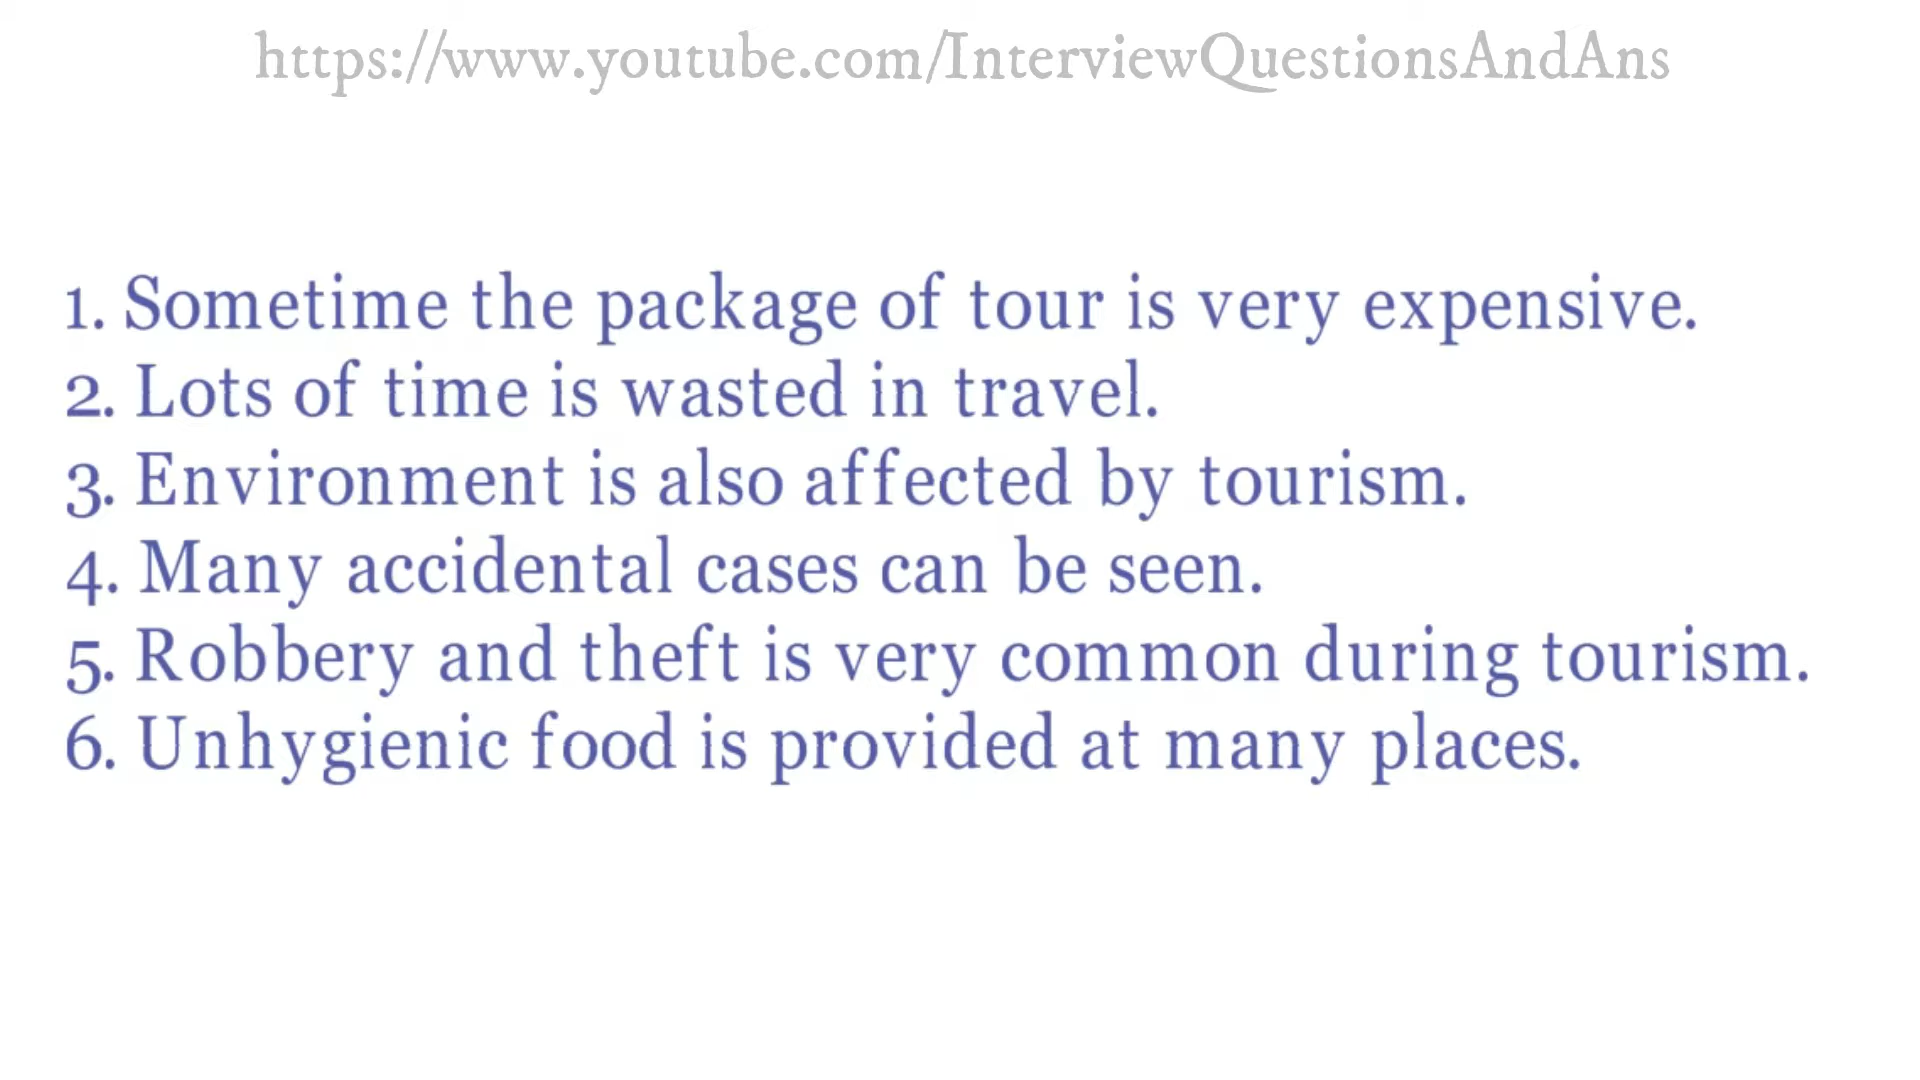 https://www.youtube.com/InterviewQuestionsAndAns
1. Sometime the package of tour is very expensive.
2. Lots of time is wasted in travel.
3. Environment is also affected by tourism.
4. Many accidental cases can be seen.
5. Robbery and theft is very common during tourism.
6. Unhygienic food is provided at many places.